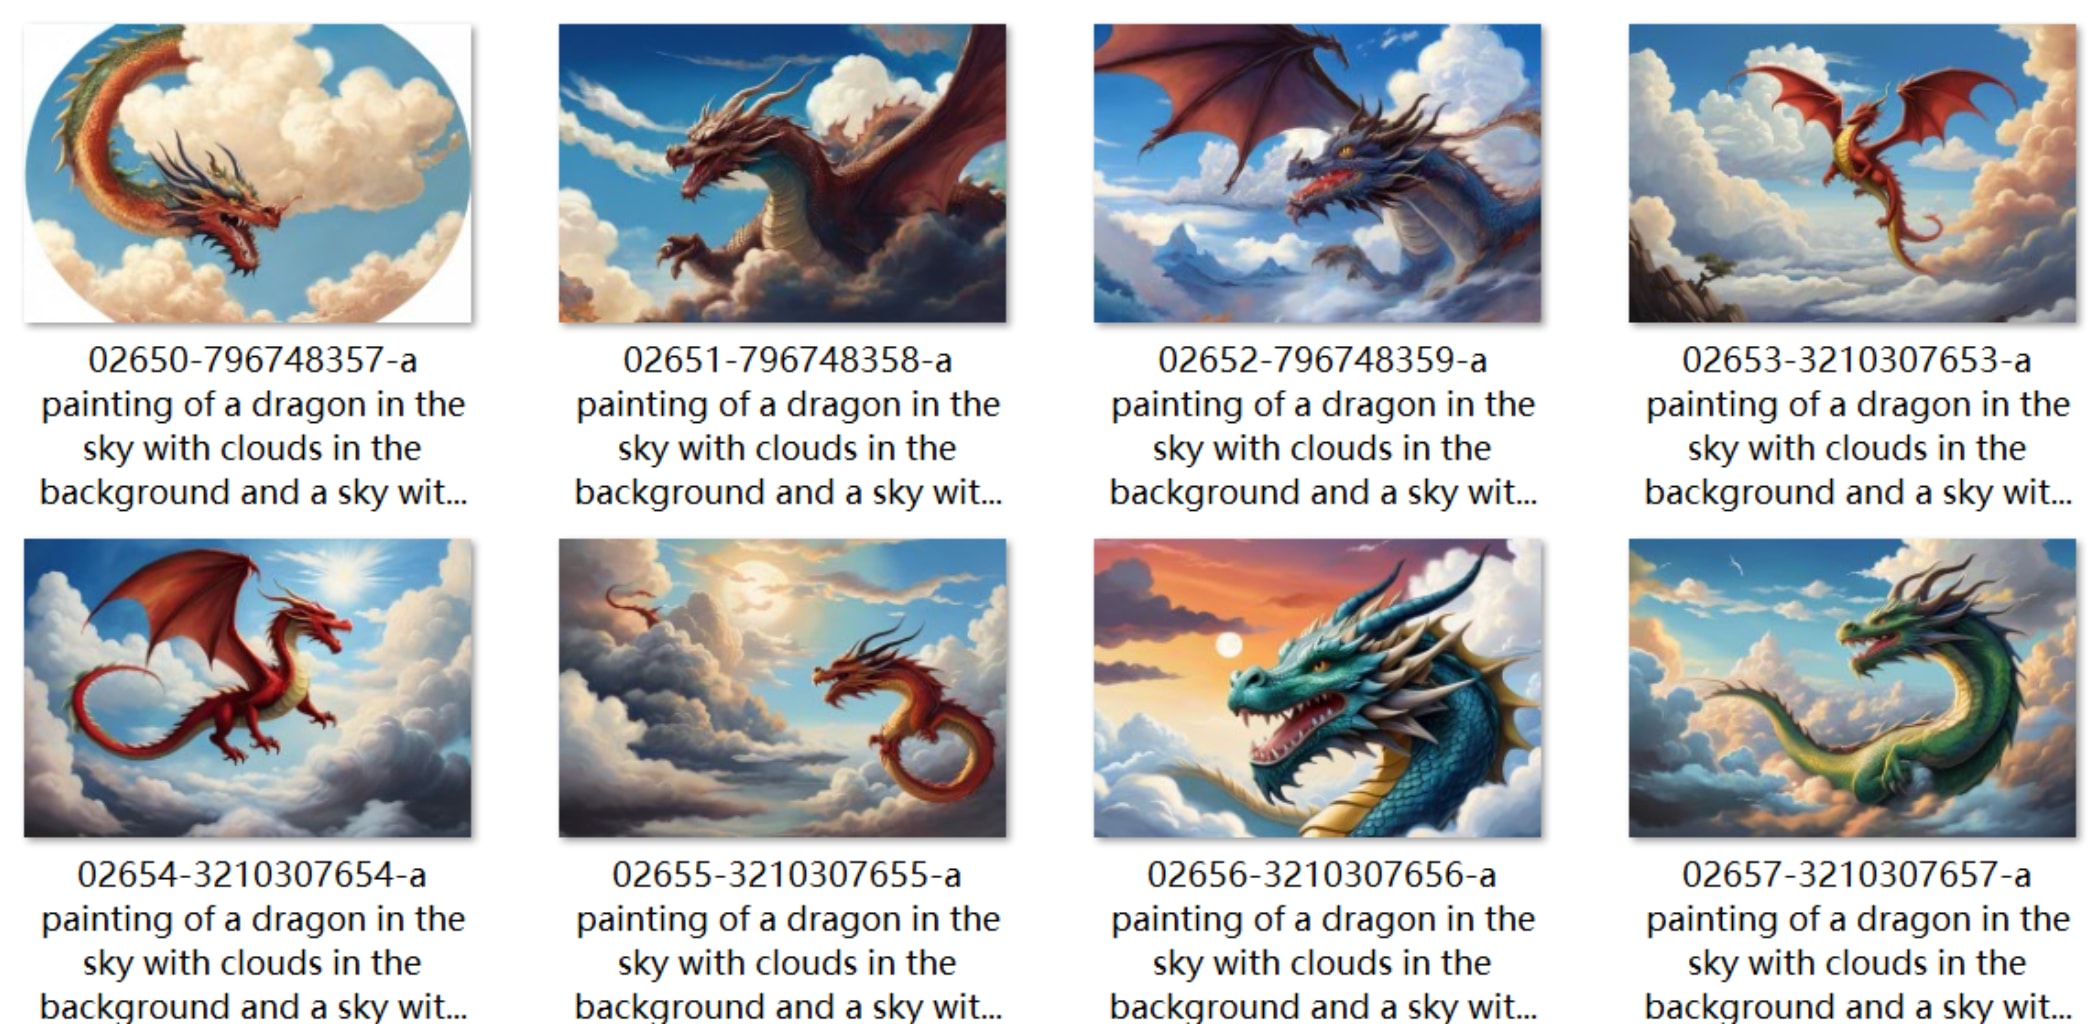 02650-796748357-a
painting of a dragon in the
sky with clouds in the
background and a sky wit...
02651-796748358-a
painting of a dragon in the
sky with clouds in the
background and a sky wit...
02652-796748359-a
painting of a dragon in the
sky with clouds in the
background and a sky wit...
02653-3210307653-a
painting of a dragon in the
sky with clouds in the
background and a sky wit...
02654-3210307654-a
painting of a dragon in the
sky with clouds in the
background and a sky wit...
02655-3210307655-a
painting of a dragon in the
sky with clouds in the
background and a sky wit...
02656-3210307656-a
painting of a dragon in the
sky with clouds in the
background and a sky wit...
02657-3210307657-a
painting of a dragon in the
sky with clouds in the
background and a sky wit...